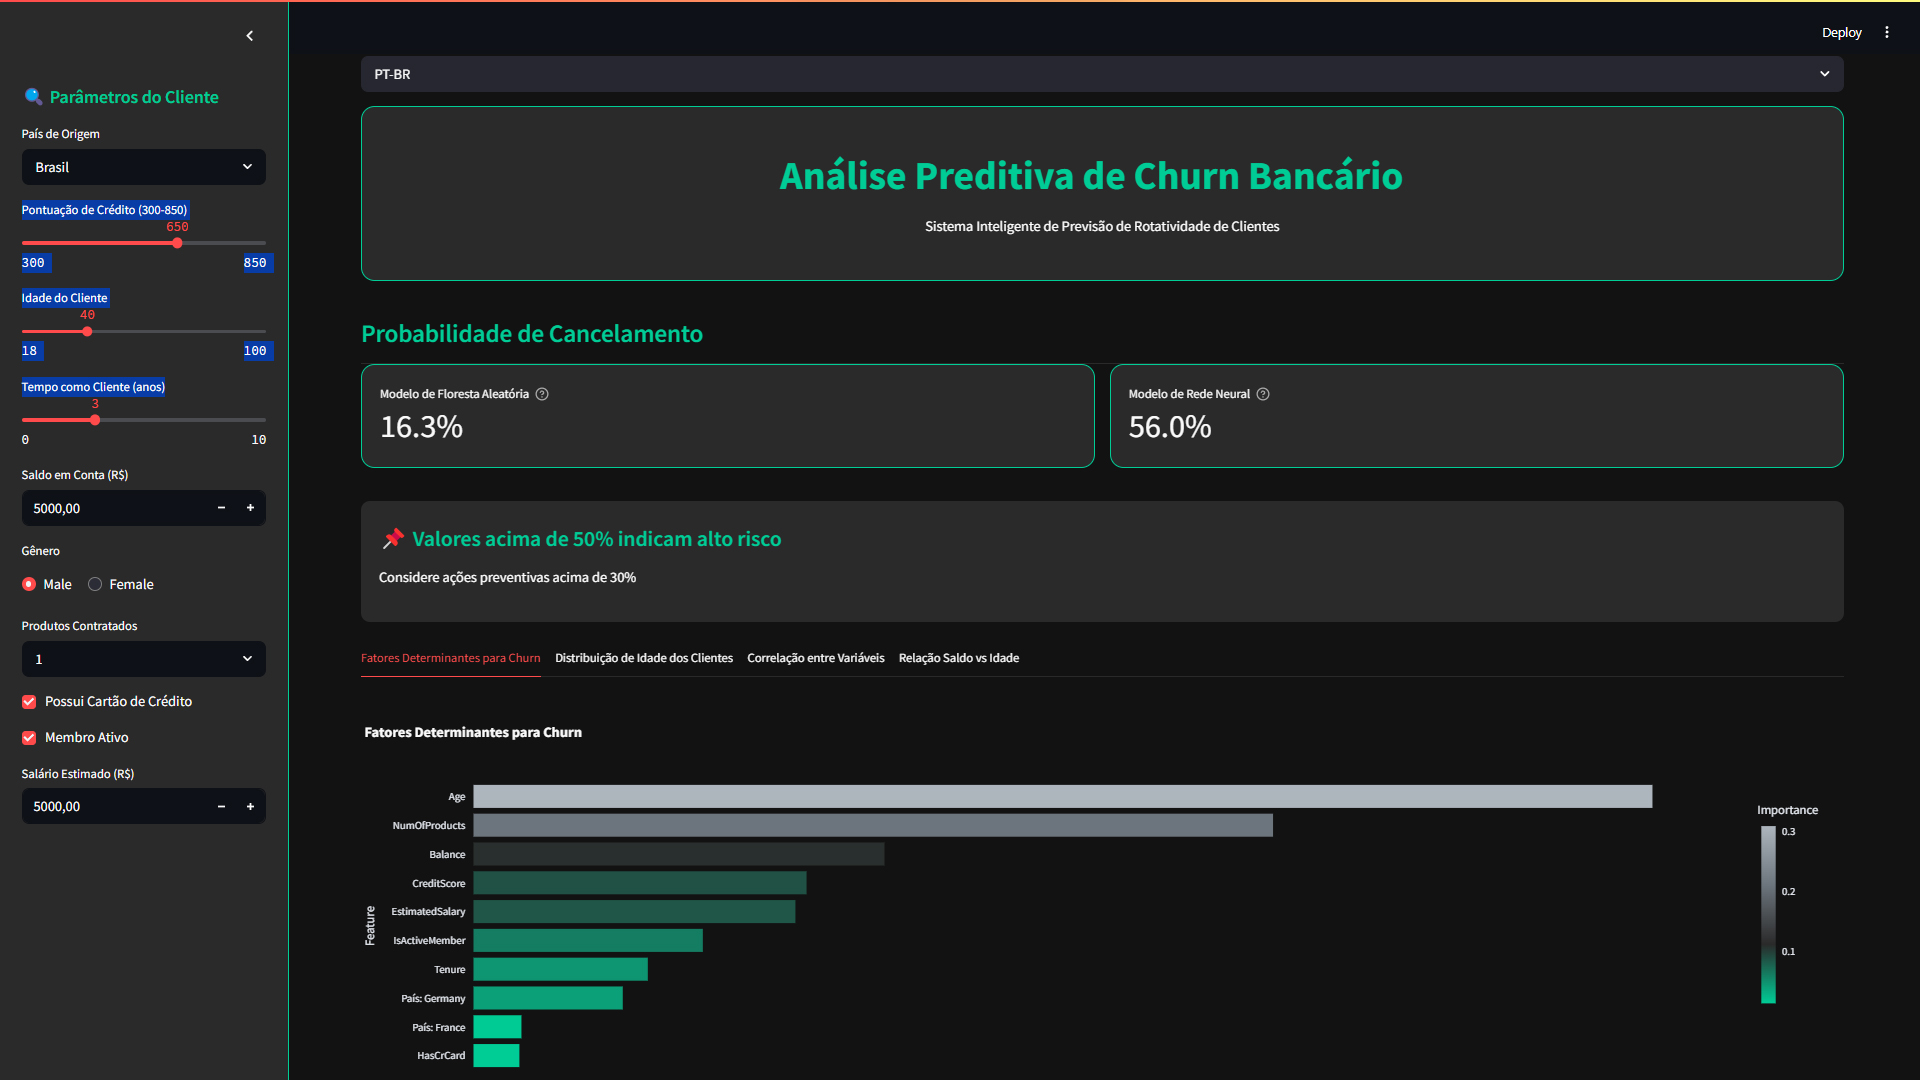 Deploy
Parâmetros do Cliente
País de Origem
Brasil
Pontuação de Crédito (300-850)
650
300 850
Idade do Cliente
40
18 100
Tempo como Cliente (anos)
3
0 10
Saldo em Conta (R$)
5000,00
Gênero
Male Female
Produtos Contratados
1
Possui Cartão de Crédito
Membro Ativo
Salário Estimado (R$)
5000,00
PT-BR
Análise Preditiva de Churn Bancário
Sistema Inteligente de Previsão de Rotatividade de Clientes
Probabilidade de Cancelamento
Modelo de Floresta Aleatória
16.3%
Modelo de Rede Neural
56.0%
Valores acima de 50% indicam alto risco
Considere ações preventivas acima de 30%
Fatores Determinantes para Churn Distribuição de Idade dos Clientes Correlação entre Variáveis Relação Saldo vs Idade
Fatores Determinantes para Churn
Feature
Age
NumOfProducts
Balance
CreditScore
EstimatedSalary
IsActiveMember
Tenure
País: Germany
País: France
HasCrCard
Importance
0.3
0.2
0.1